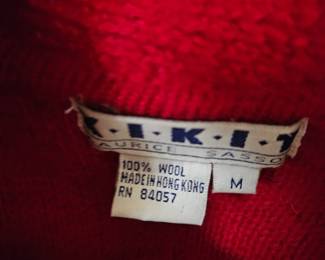 K·I·K·I·T
MAURICE SASSO
100% WOOL
MADE IN HONG KONG
RN 84057
M